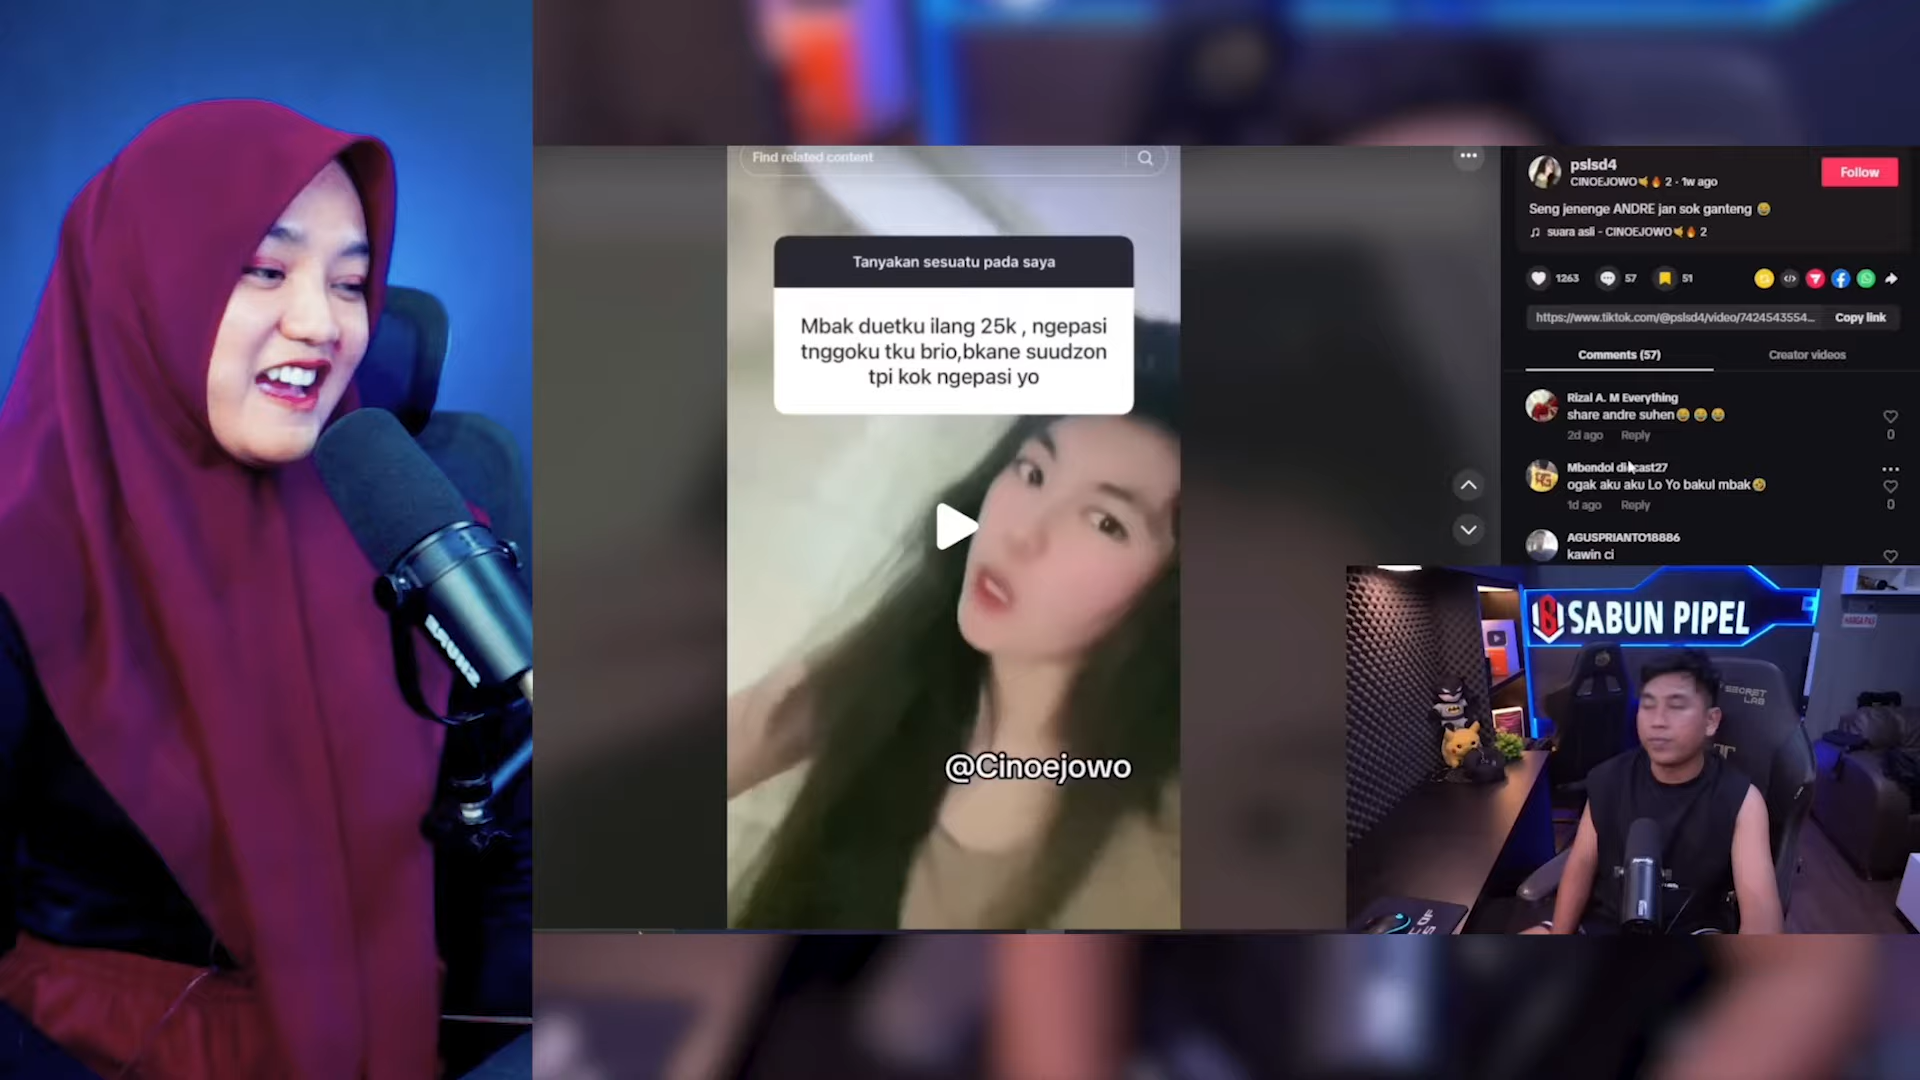 Find related content
Tanyakan sesuatu pada saya
Mbak duetku ilang 25k , ngepasi
tnggoku tku brio,bkane suudzon
tpi kok ngepasi yo
@Cinoejowo
pslsd4
CINOEJOWO🤙🔥 2 · 1w ago
Follow
Seng jenenge ANDRE jan sok ganteng 😅
suara asli - CINOEJOWO🤙🔥 2
1263
57
51
https://www.tiktok.com/@pslsd4/video/7424543554...
Copy link
Comments (57)
Creator videos
Rizal A. M Everything
share andre suhen😂😂😂
2d ago
Reply
0
Mbendol diecast27
ogak aku aku Lo Yo bakul mbak🤣
1d ago
Reply
0
AGUSPRIANTO18886
kawin ci
SABUN PIPEL
SECRET
LAB